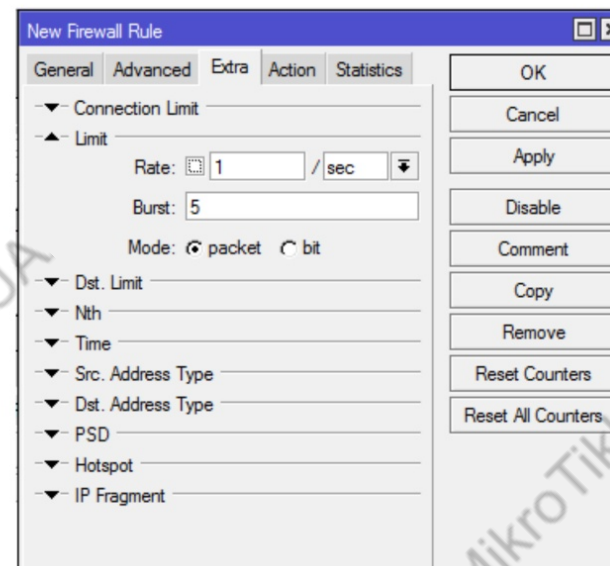 New Firewall Rule
General Advanced Extra Action Statistics
Connection Limit
Limit
Rate: 1 / sec
Burst: 5
Mode: packet bit
Dst. Limit
Nth
Time
Src. Address Type
Dst. Address Type
PSD
Hotspot
IP Fragment
OK
Cancel
Apply
Disable
Comment
Copy
Remove
Reset Counters
Reset All Counters